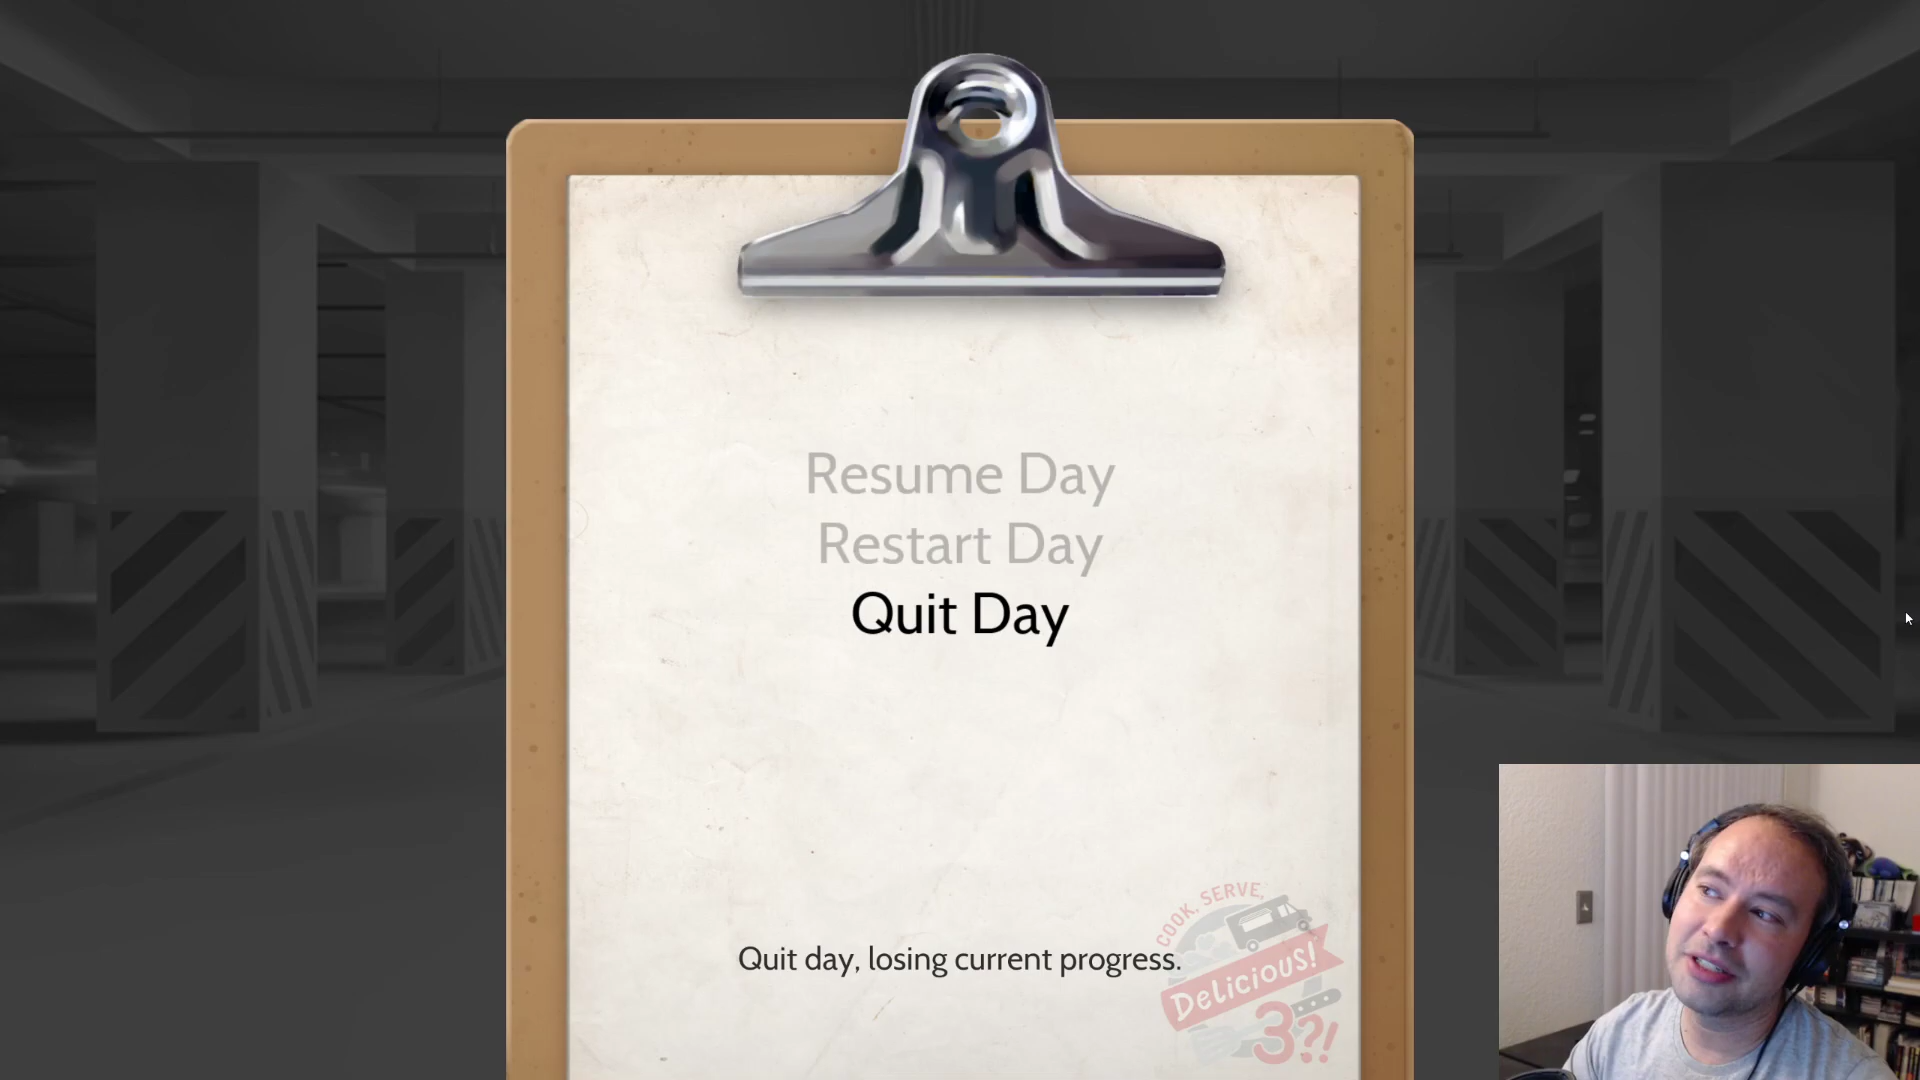 Resume Day
Restart Day
Quit Day
Quit day, losing current progress.
COOK, SERVE,
Delicious!
3?!